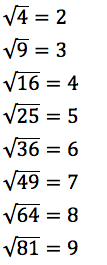 √4 = 2
√9 = 3
√16 = 4
√25 = 5
√36 = 6
√49 = 7
√64 = 8
√81 = 9